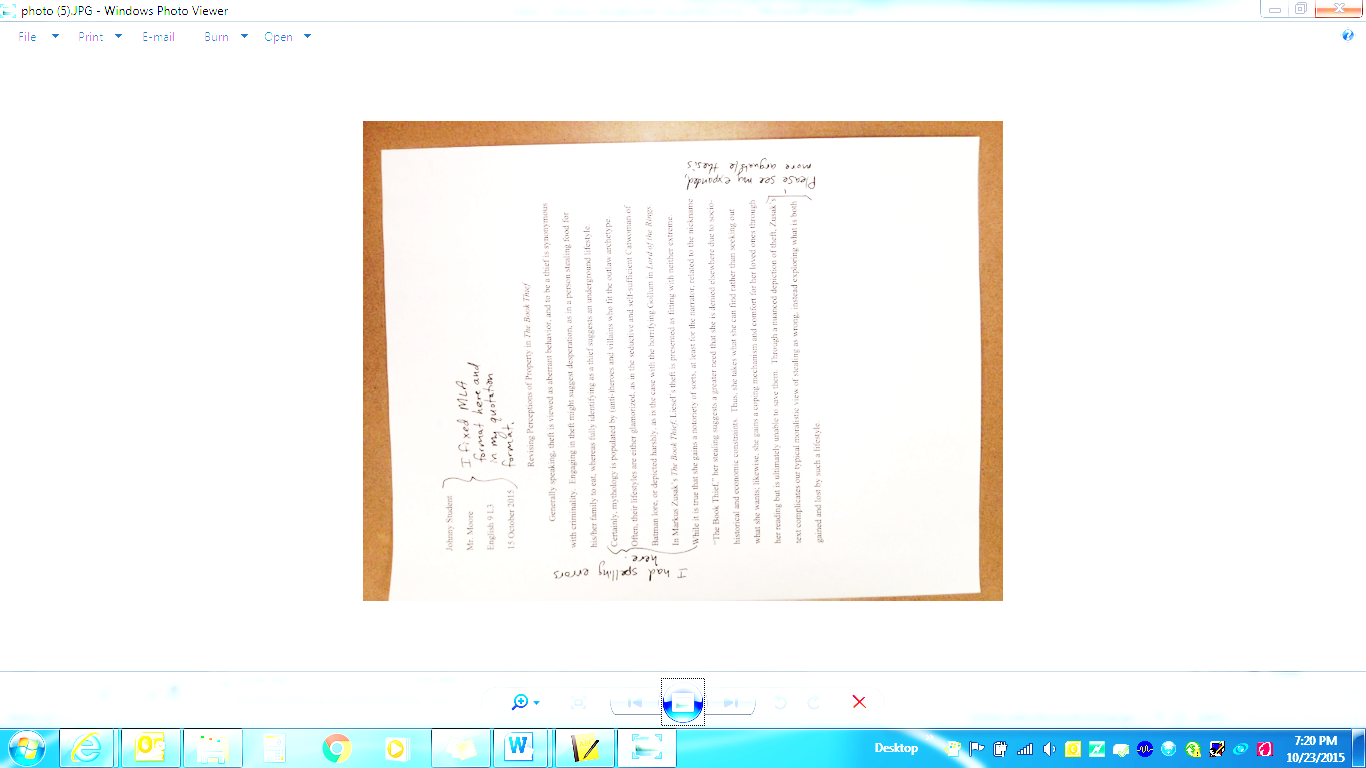 photo (5).JPG - Windows Photo Viewer
File
Print
E-mail
Burn
Open
Johnny Student
Mr. Moore
English 9 L3
15 October 2015
I fixed MLA
format here and
in my quotation
format.
Revising Perceptions of Property in The Book Thief
Generally speaking, theft is viewed as aberrant behavior, and to be a thief is synonymous
with criminality. Engaging in theft might suggest desperation, as in a person stealing food for
his/her family to eat, whereas fully identifying as a thief suggests an underground lifestyle.
Certainly, mythology is populated by (anti-)heroes and villains who fit the outlaw archetype.
Often, their lifestyles are either glamorized, as in the seductive and self-sufficient Catwoman of
Batman lore, or depicted harshly, as is the case with the horrifying Gollum in Lord of the Rings.
In Markus Zusak's The Book Thief, Liesel's theft is presented as fitting with neither extreme.
While it is true that she gains a notoriety of sorts, at least for the narrator, related to the nickname
"The Book Thief," her stealing suggests a greater need that she is denied elsewhere due to socio-
historical and economic constraints. Thus, she takes what she can find rather than seeking out
what she wants; likewise, she gains a coping mechanism and comfort for her loved ones through
her reading but is ultimately unable to save them. Through a nuanced depiction of theft, Zusak's
text complicates our typical moralistic view of stealing as wrong, instead exploring what is both
gained and lost by such a lifestyle.
I had spelling errors
here.
Please see my expanded,
more arguable thesis
Desktop
7:20 PM
10/23/2015